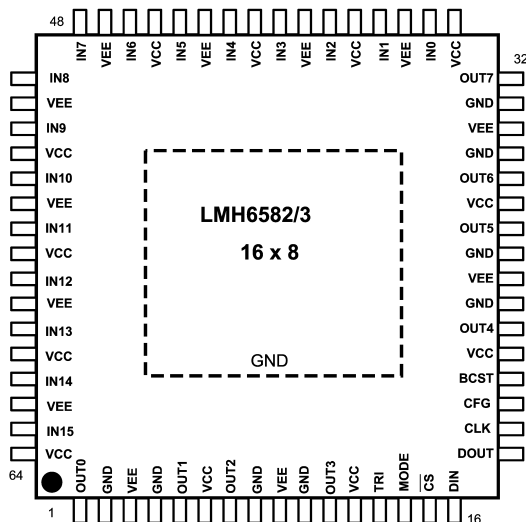 48
IN7
VEE
IN6
VCC
IN5
VEE
IN4
VCC
IN3
VEE
IN2
VCC
IN1
VEE
IN0
VCC
32
IN8
VEE
IN9
VCC
IN10
VEE
IN11
VCC
IN12
VEE
IN13
VCC
IN14
VEE
IN15
VCC
64
LMH6582/3
16 x 8
GND
OUT7
GND
VEE
GND
OUT6
VCC
OUT5
GND
VEE
GND
OUT4
VCC
BCST
CFG
CLK
DOUT
1
OUT0
GND
VEE
GND
OUT1
VCC
OUT2
GND
VEE
GND
OUT3
VCC
TRI
MODE
CS
DIN
16